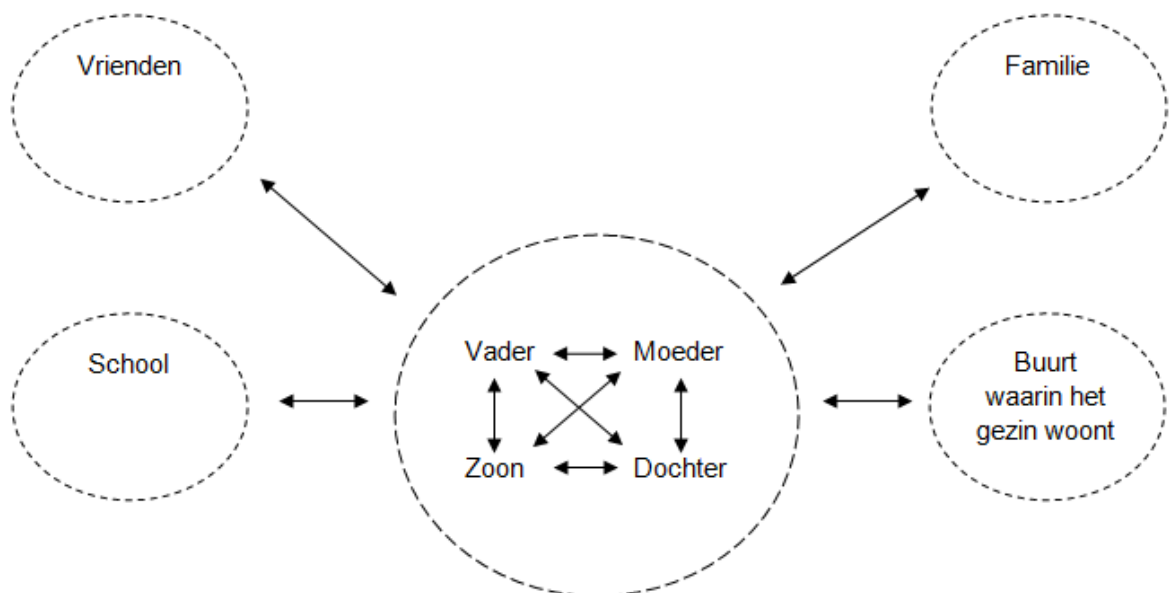 Vrienden
Familie
School
Vader
Moeder
Zoon
Dochter
Buurt
waarin het
gezin woont